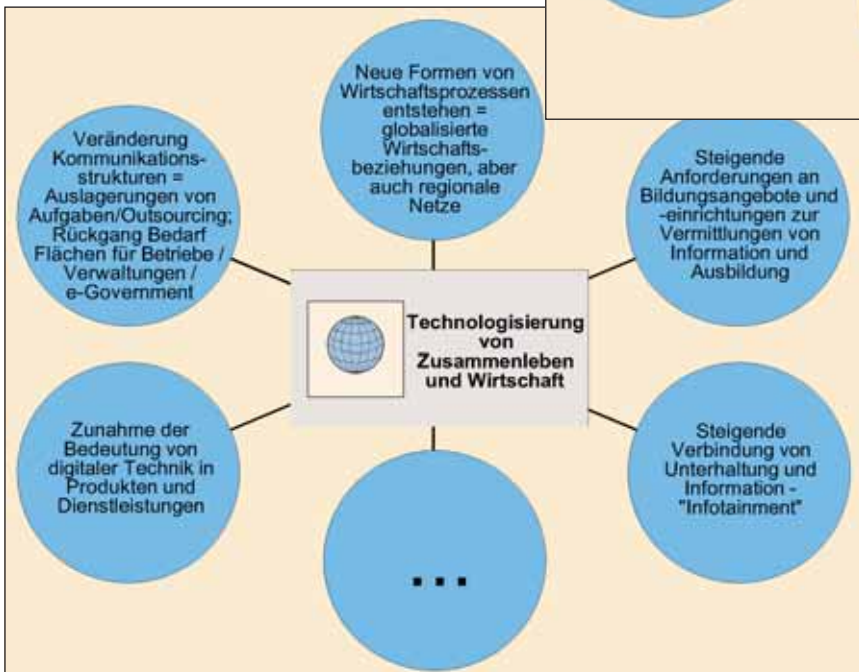 Neue Formen von
Wirtschaftsprozessen
entstehen =
globalisierte
Wirtschafts-
beziehungen, aber
auch regionale
Netze
Veränderung
Kommunikations-
strukturen =
Auslagerungen von
Aufgaben/Outsourcing;
Rückgang Bedarf
Flächen für Betriebe /
Verwaltungen /
e-Government
Steigende
Anforderungen an
Bildungsangebote und
-einrichtungen zur
Vermittlungen von
Information und
Ausbildung
Technologisierung
von
Zusammenleben
und Wirtschaft
Zunahme der
Bedeutung von
digitaler Technik in
Produkten und
Dienstleistungen
Steigende
Verbindung von
Unterhaltung und
Information -
"Infotainment"
...